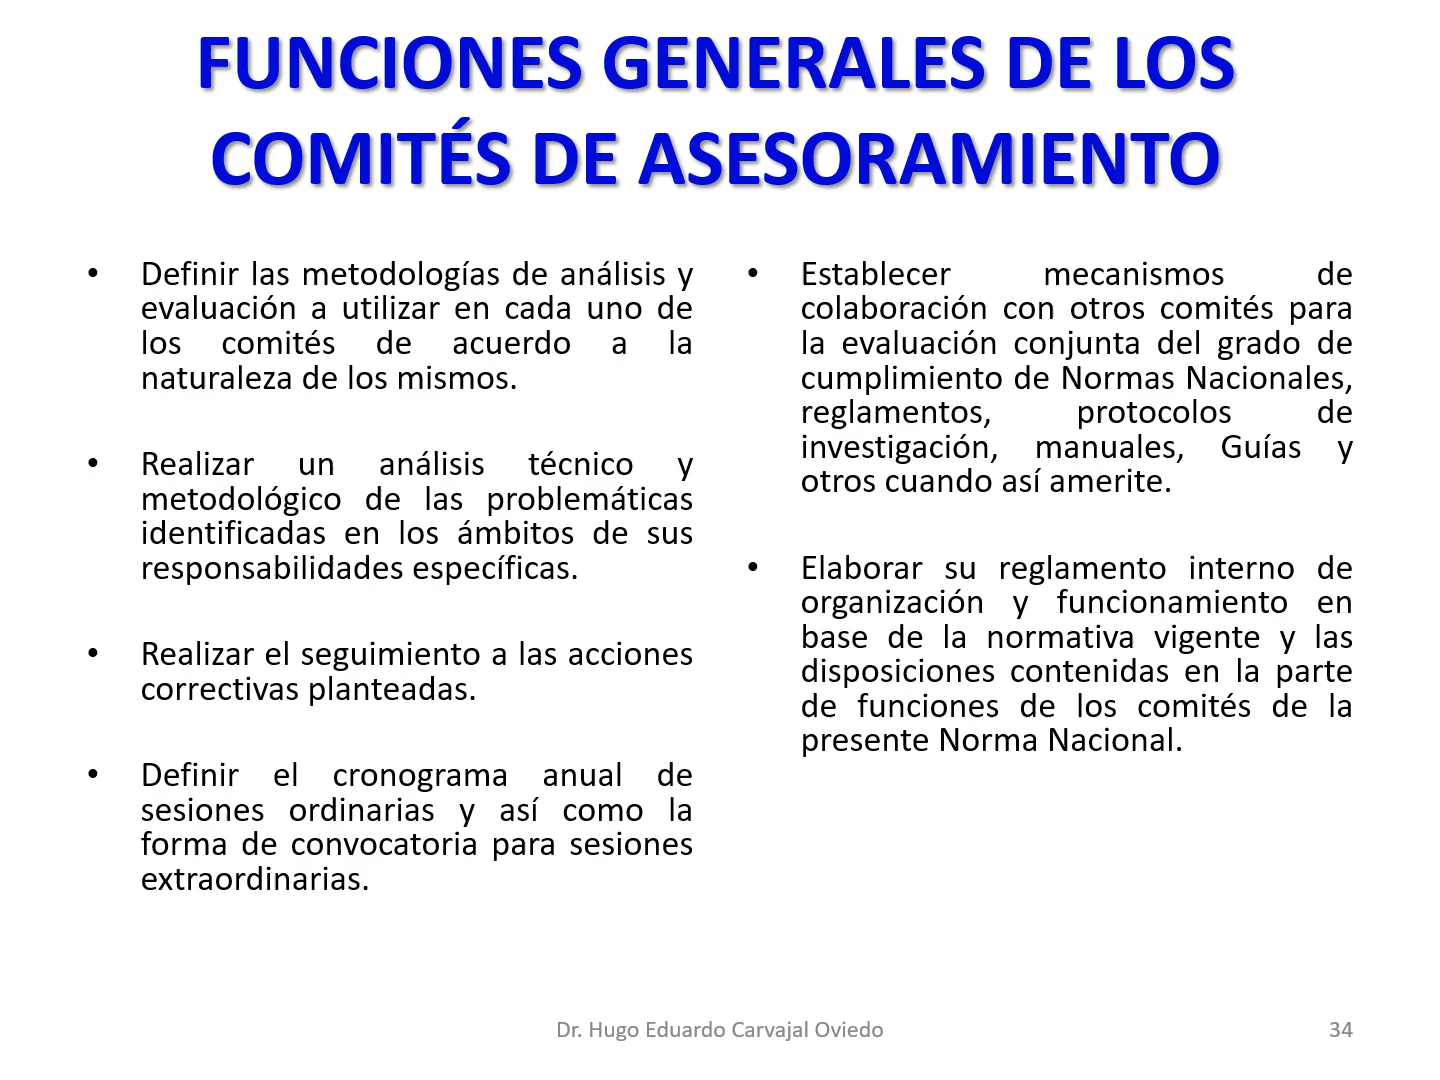 FUNCIONES GENERALES DE LOS
COMITÉS DE ASESORAMIENTO
• Definir las metodologías de análisis y
evaluación a utilizar en cada uno de
los comités de acuerdo a la
naturaleza de los mismos.
• Realizar un análisis técnico y
metodológico de las problemáticas
identificadas en los ámbitos de sus
responsabilidades específicas.
• Realizar el seguimiento a las acciones
correctivas planteadas.
• Definir el cronograma anual de
sesiones ordinarias y así como la
forma de convocatoria para sesiones
extraordinarias.
• Establecer mecanismos de
colaboración con otros comités para
la evaluación conjunta del grado de
cumplimiento de Normas Nacionales,
reglamentos, protocolos de
investigación, manuales, Guías y
otros cuando así amerite.
• Elaborar su reglamento interno de
organización y funcionamiento en
base de la normativa vigente y las
disposiciones contenidas en la parte
de funciones de los comités de la
presente Norma Nacional.
Dr. Hugo Eduardo Carvajal Oviedo
34